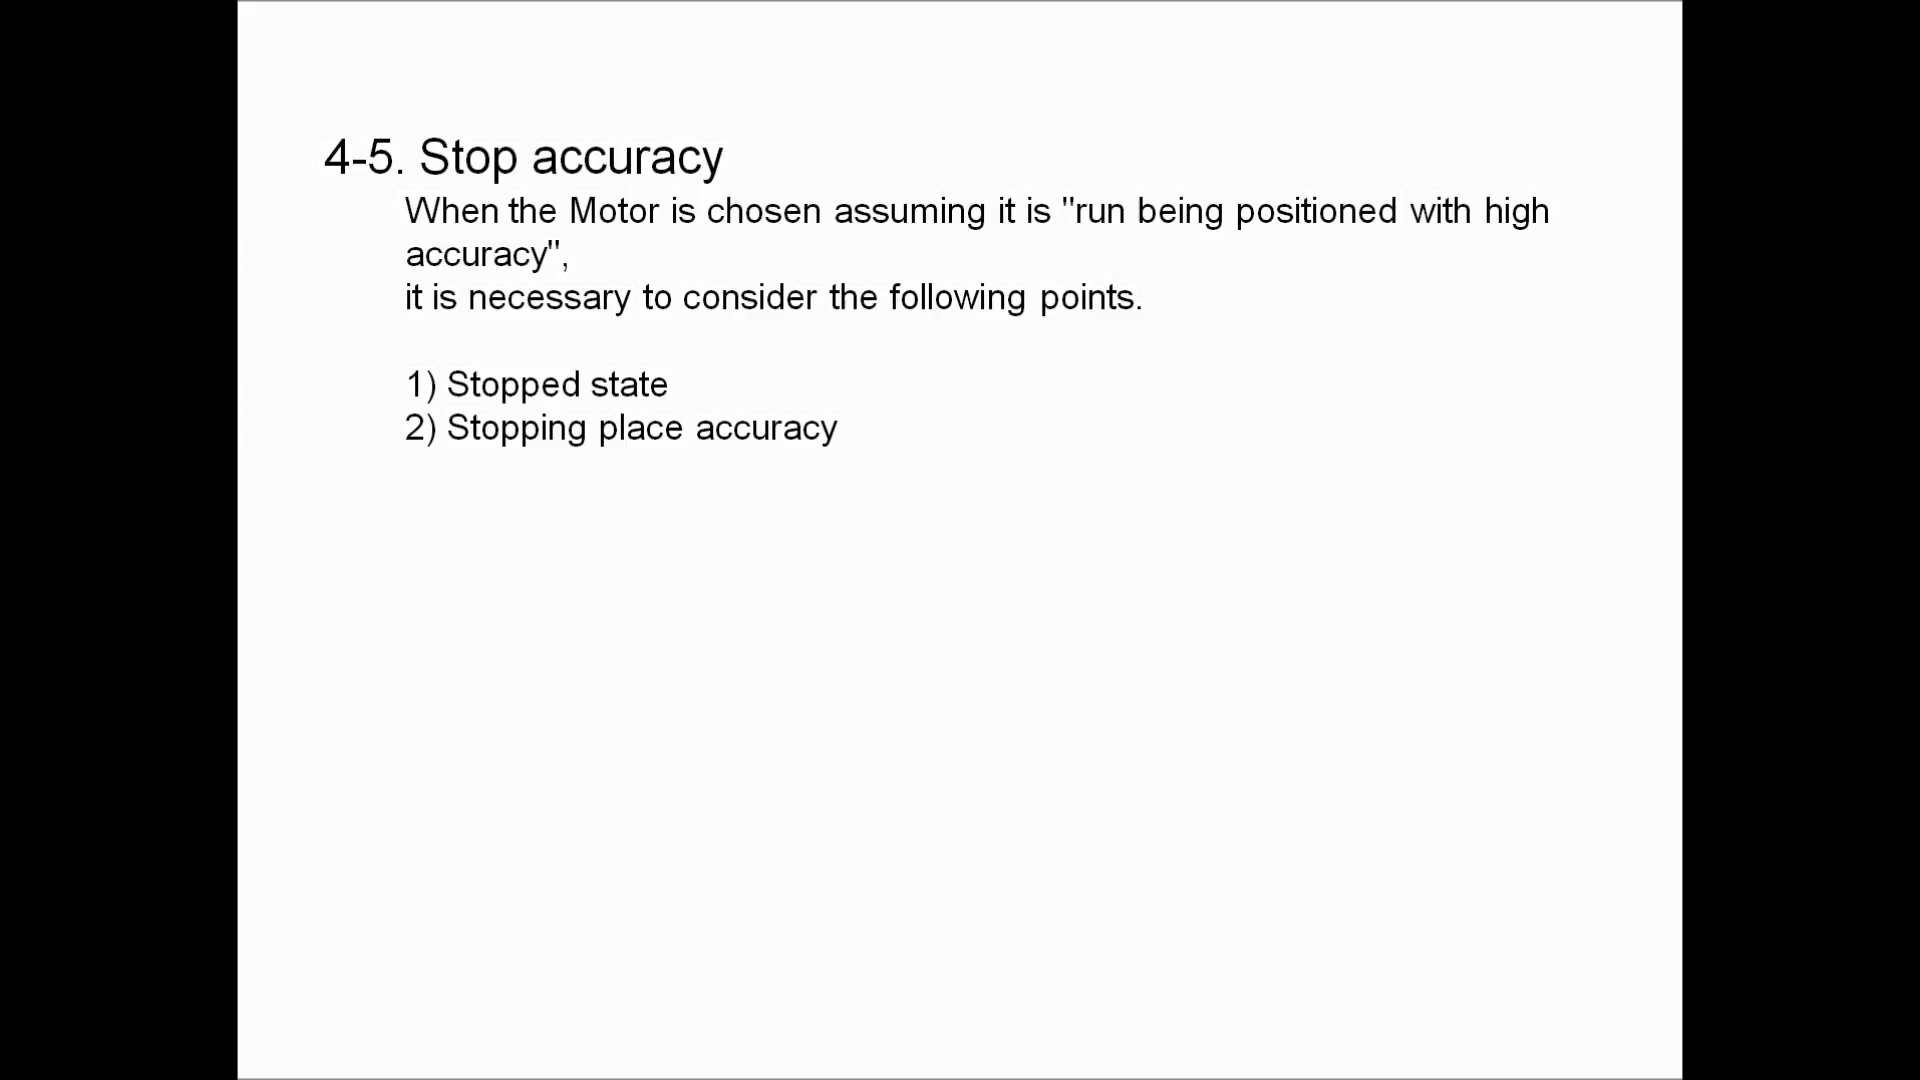 4-5. Stop accuracy
When the Motor is chosen assuming it is "run being positioned with high
accuracy",
it is necessary to consider the following points.
1) Stopped state
2) Stopping place accuracy